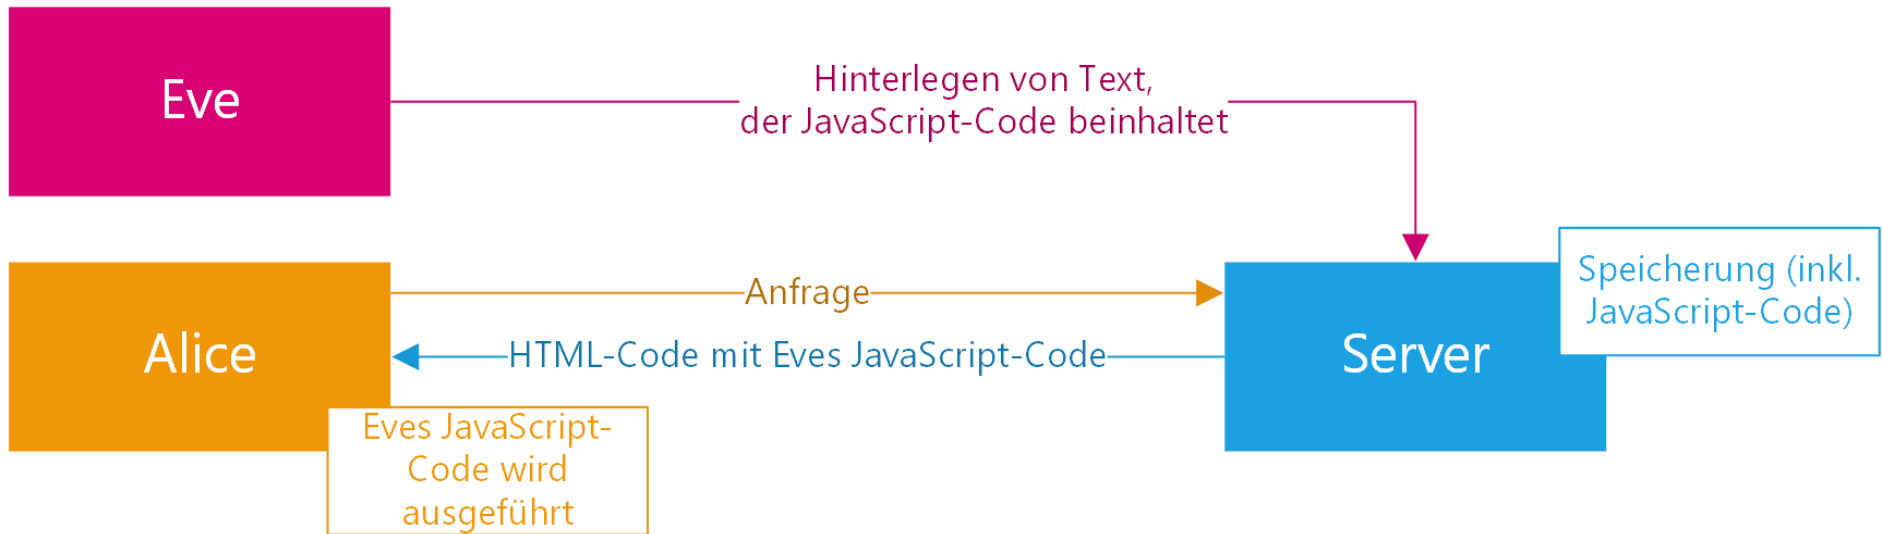 Eve
Hinterlegen von Text,
der JavaScript-Code beinhaltet
Speicherung (inkl.
JavaScript-Code)
Anfrage
Alice
HTML-Code mit Eves JavaScript-Code
Server
Eves JavaScript-
Code wird
ausgeführt